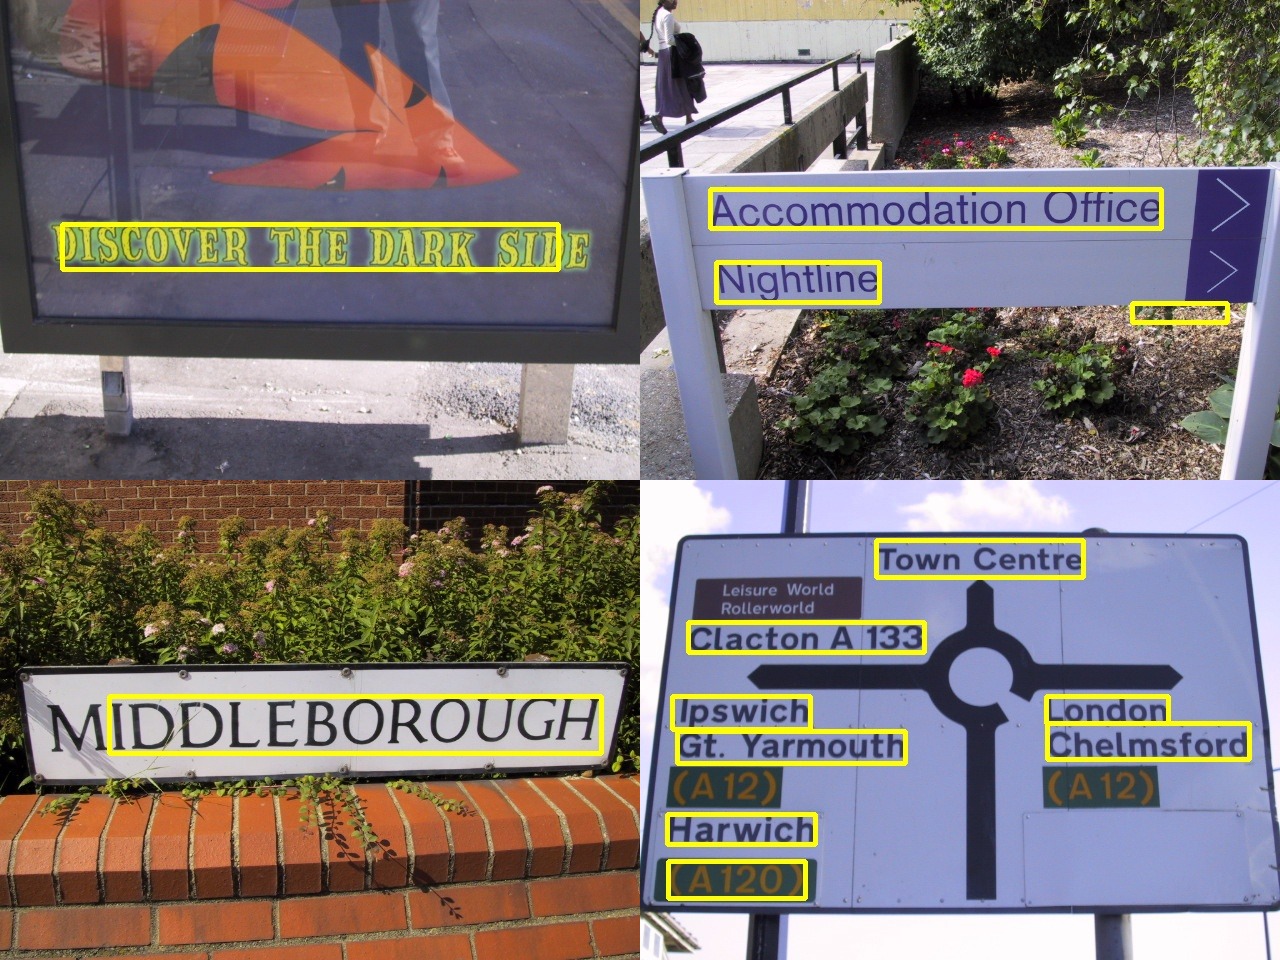 DISCOVER THE DARK SIDE
Accommodation Office
Nightline
MIDDLEBOROUGH
Town Centre
Leisure World
Rollerworld
Clacton A 133
Ipswich
Gt. Yarmouth
(A 12)
Harwich
(A 120)
London
Chelmsford
(A 12)